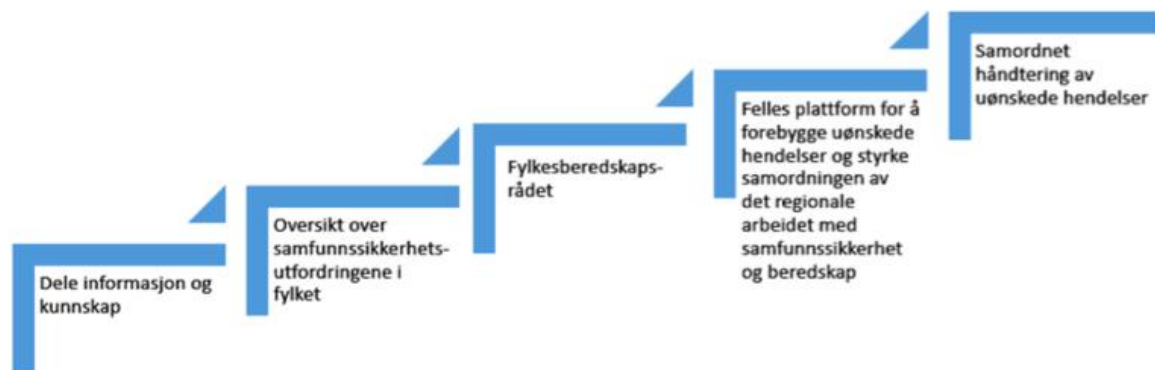 Dele informasjon og
kunnskap
Oversikt over
samfunnssikkerhets-
utfordringene i
fylket
Fylkesberedskaps-
rådet
Felles plattform for å
forebygge uønskede
hendelser og styrke
samordningen av
det regionale
arbeidet med
samfunnssikkerhet
og beredskap
Samordnet
håndtering av
uønskede hendelser